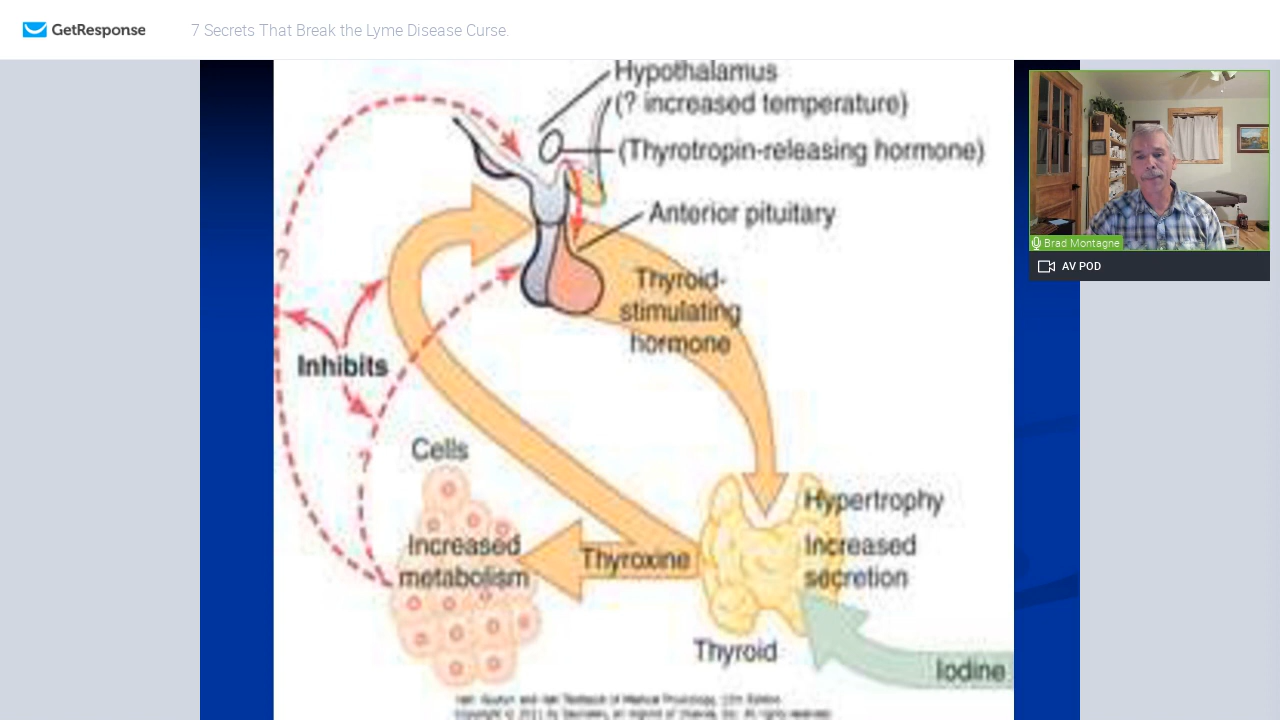 GetResponse
7 Secrets That Break the Lyme Disease Curse.
Hypothalamus
(? increased temperature)
(Thyrotropin-releasing hormone)
Anterior pituitary
?
Thyroid-
stimulating
hormone
Inhibits
?
Cells
Hypertrophy
Increased
metabolism
Thyroxine
Increased
secretion
Thyroid
Iodine
Brad Montagne
AV POD